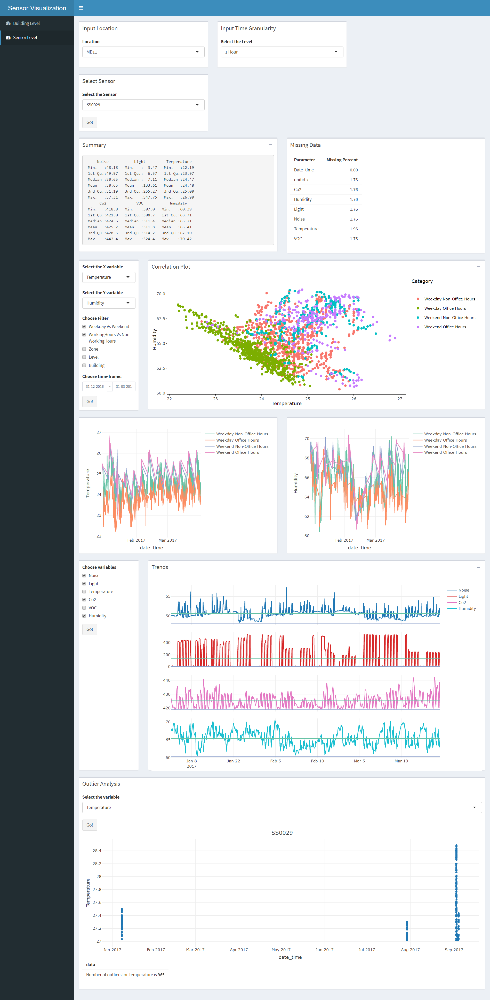 Sensor Visualization
Building Level
Sensor Level
Input Location
Location
MD11
Input Time Granularity
Select the Level
1 Hour
Select Sensor
Select the Sensor
SS0029
Go!
Summary
Noise Light Temperature
Min. :48.18 Min. : 3.47 Min. :22.19
1st Qu.:49.97 1st Qu.: 6.57 1st Qu.:23.97
Median :50.65 Median : 7.11 Median :24.47
Mean :50.65 Mean :133.61 Mean :24.48
3rd Qu.:51.19 3rd Qu.:255.27 3rd Qu.:25.00
Max. :57.31 Max. :547.75 Max. :26.90
Co2 VOC Humidity
Min. :418.8 Min. :307.0 Min. :60.39
1st Qu.:421.0 1st Qu.:308.7 1st Qu.:63.71
Median :424.6 Median :311.4 Median :65.21
Mean :425.2 Mean :311.8 Mean :65.41
3rd Qu.:428.5 3rd Qu.:314.2 3rd Qu.:67.10
Max. :442.4 Max. :324.4 Max. :70.42
Missing Data
Parameter Missing Percent
Date_time 0.00
unitid.x 1.76
Co2 1.76
Humidity 1.76
Light 1.76
Noise 1.76
Temperature 1.96
VOC 1.76
Select the X variable
Temperature
Select the Y variable
Humidity
Choose Filter
Weekday Vs Weekend
WorkingHours Vs Non-
WorkingHours
Zone
Level
Building
Choose time-frame:
31-12-2016 - 31-03-201
Go!
Correlation Plot
Category
Weekday Non-Office Hours
Weekday Office Hours
Weekend Non-Office Hours
Weekend Office Hours
70.0
67.5
65.0
62.5
60.0
Humidity
22 23 24 25 26 27
Temperature
27
26
25
24
23
22
Temperature
Feb 2017 Mar 2017
date_time
Weekday Non-Office Hours
Weekday Office Hours
Weekend Non-Office Hours
Weekend Office Hours
70
68
66
64
62
60
Humidity
Feb 2017 Mar 2017
date_time
Weekday Non-Office Hours
Weekday Office Hours
Weekend Non-Office Hours
Weekend Office Hours
Choose variables
Noise
Light
Temperature
Co2
VOC
Humidity
Go!
Trends
55
50
400
200
0
440
430
420
70
65
60
Jan 8 Jan 22 Feb 5 Feb 19 Mar 5 Mar 19
2017
Noise
Light
Co2
Humidity
Outlier Analysis
Select the variable
Temperature
Go!
SS0029
28.4
28.2
28
27.8
27.6
27.4
27.2
27
Temperature
Jan 2017 Feb 2017 Mar 2017 Apr 2017 May 2017 Jun 2017 Jul 2017 Aug 2017 Sep 2017
date_time
data
Number of outliers for Temperature is 965